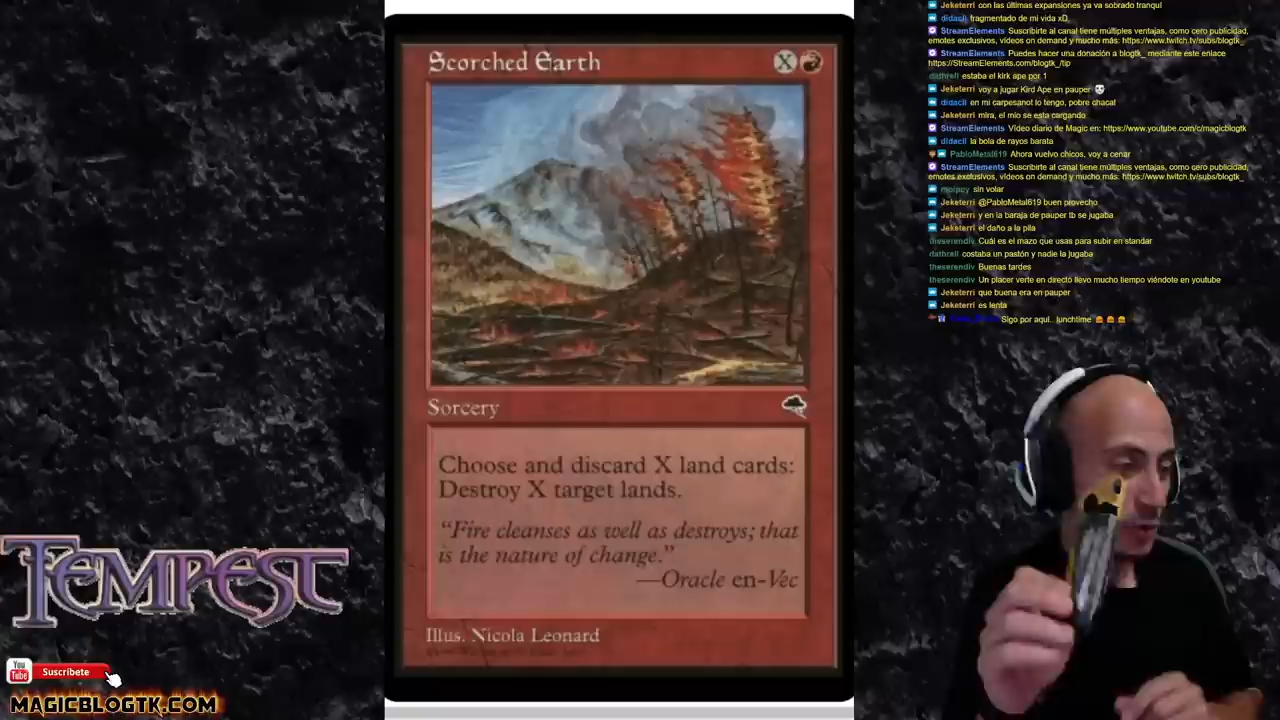 Scorched Earth
X
Sorcery
Choose and discard X land cards:
Destroy X target lands.
“Fire cleanses as well as destroys; that
is the nature of change.”
—Oracle en-Vec
Illus. Nicola Leonard
TEMPEST
You
Tube
Suscríbete
MAGICBLOGTK.COM
Jeketerri con las últimas expansiones ya va sobrado tranqui
didacli fragmentado de mi vida xD
StreamElements Suscribirte al canal tiene múltiples ventajas, como cero publicidad,
emotes exclusivos, vídeos on demand y mucho más: https://www.twitch.tv/subs/blogtk_
StreamElements Puedes hacer una donación a blogtk_ mediante este enlace
https://StreamElements.com/blogtk_/tip
dathrell estaba el kirk ape por 1
Jeketerri voy a jugar Kird Ape en pauper
didacli en mi carpesanot lo tengo, pobre chacal
Jeketerri mira, el mio se esta cargando
StreamElements Vídeo diario de Magic en: https://www.youtube.com/c/magicblogtk
didacli la bola de rayos barata
PabloMetal619 Ahora vuelvo chicos, voy a cenar
StreamElements Suscribirte al canal tiene múltiples ventajas, como cero publicidad,
emotes exclusivos, vídeos on demand y mucho más: https://www.twitch.tv/subs/blogtk_
sin volar
Jeketerri @PabloMetal619 buen provecho
Jeketerri y en la baraja de pauper tb se jugaba
Jeketerri el daño a la pila
theserendiv Cuál es el mazo que usas para subir en standar
dathrell costaba un pastón y nadie la jugaba
theserendiv Buenas tardes
theserendiv Un placer verte en directo llevo mucho tiempo viéndote en youtube
Jeketerri que buena era en pauper
Jeketerri es lenta
Sigo por aquí.. lunchtime